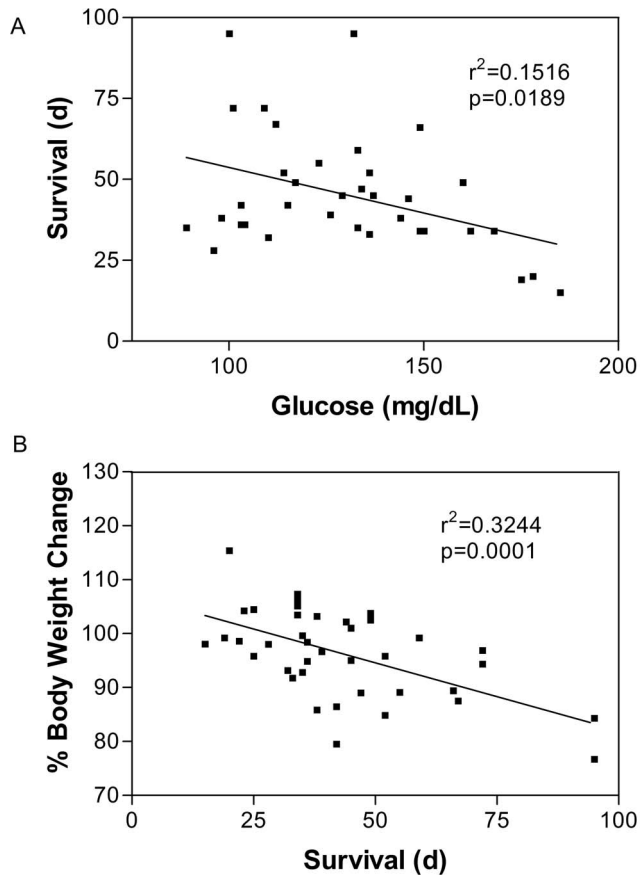 A
100
75
50
25
0
Survival (d)
r²=0.1516
p=0.0189
100
150
200
Glucose (mg/dL)
B
130
120
110
100
90
80
70
% Body Weight Change
r²=0.3244
p=0.0001
0
25
50
75
100
Survival (d)